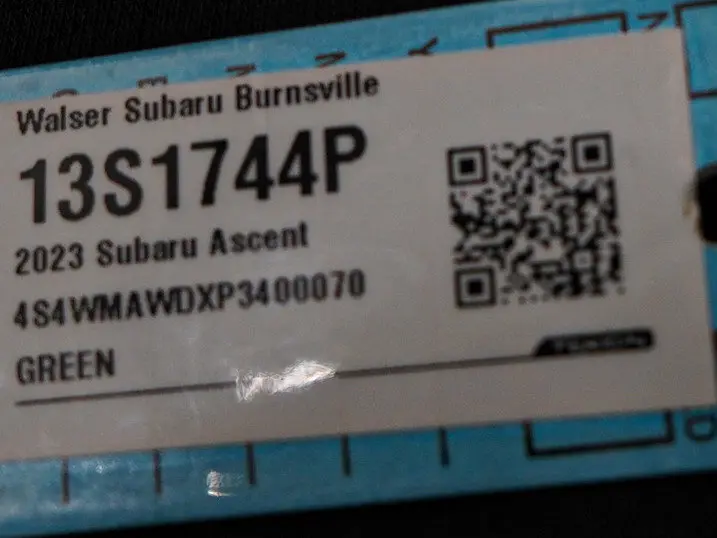 Walser Subaru Burnsville
13S1744P
2023 Subaru Ascent
4S4WMAWDXP3400070
GREEN